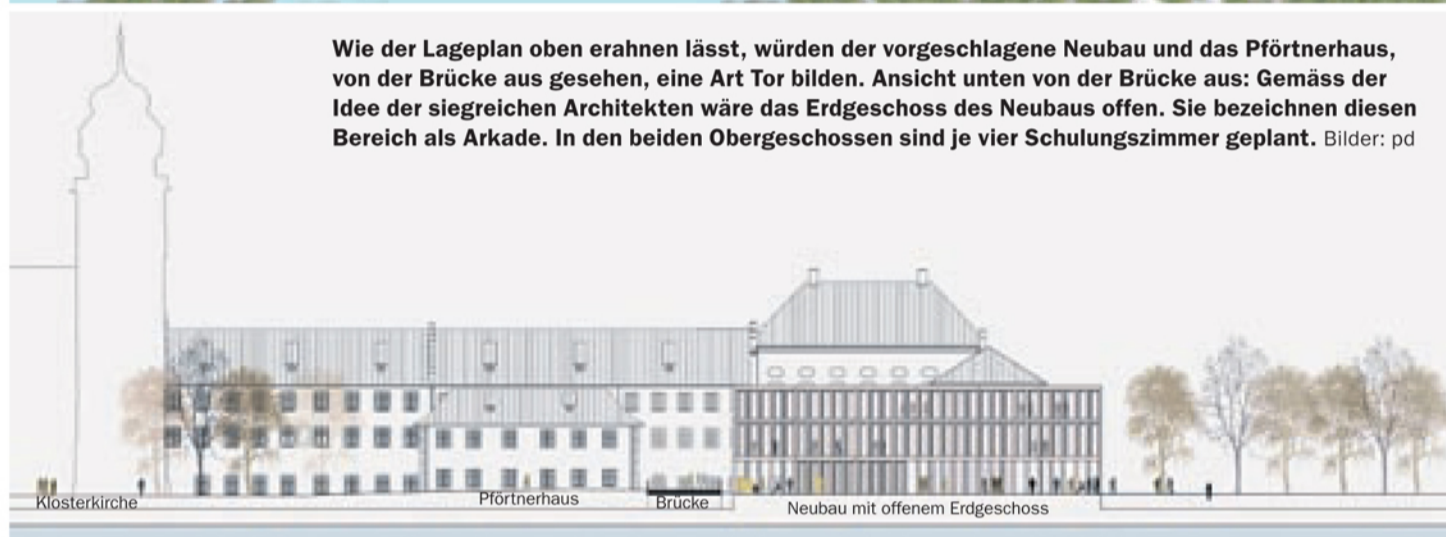 Wie der Lageplan oben erahnen lässt, würden der vorgeschlagene Neubau und das Pförtnerhaus,
von der Brücke aus gesehen, eine Art Tor bilden. Ansicht unten von der Brücke aus: Gemäss der
Idee der siegreichen Architekten wäre das Erdgeschoss des Neubaus offen. Sie bezeichnen diesen
Bereich als Arkade. In den beiden Obergeschossen sind je vier Schulungszimmer geplant. Bilder: pd
Klosterkirche
Pförtnerhaus
Brücke
Neubau mit offenem Erdgeschoss